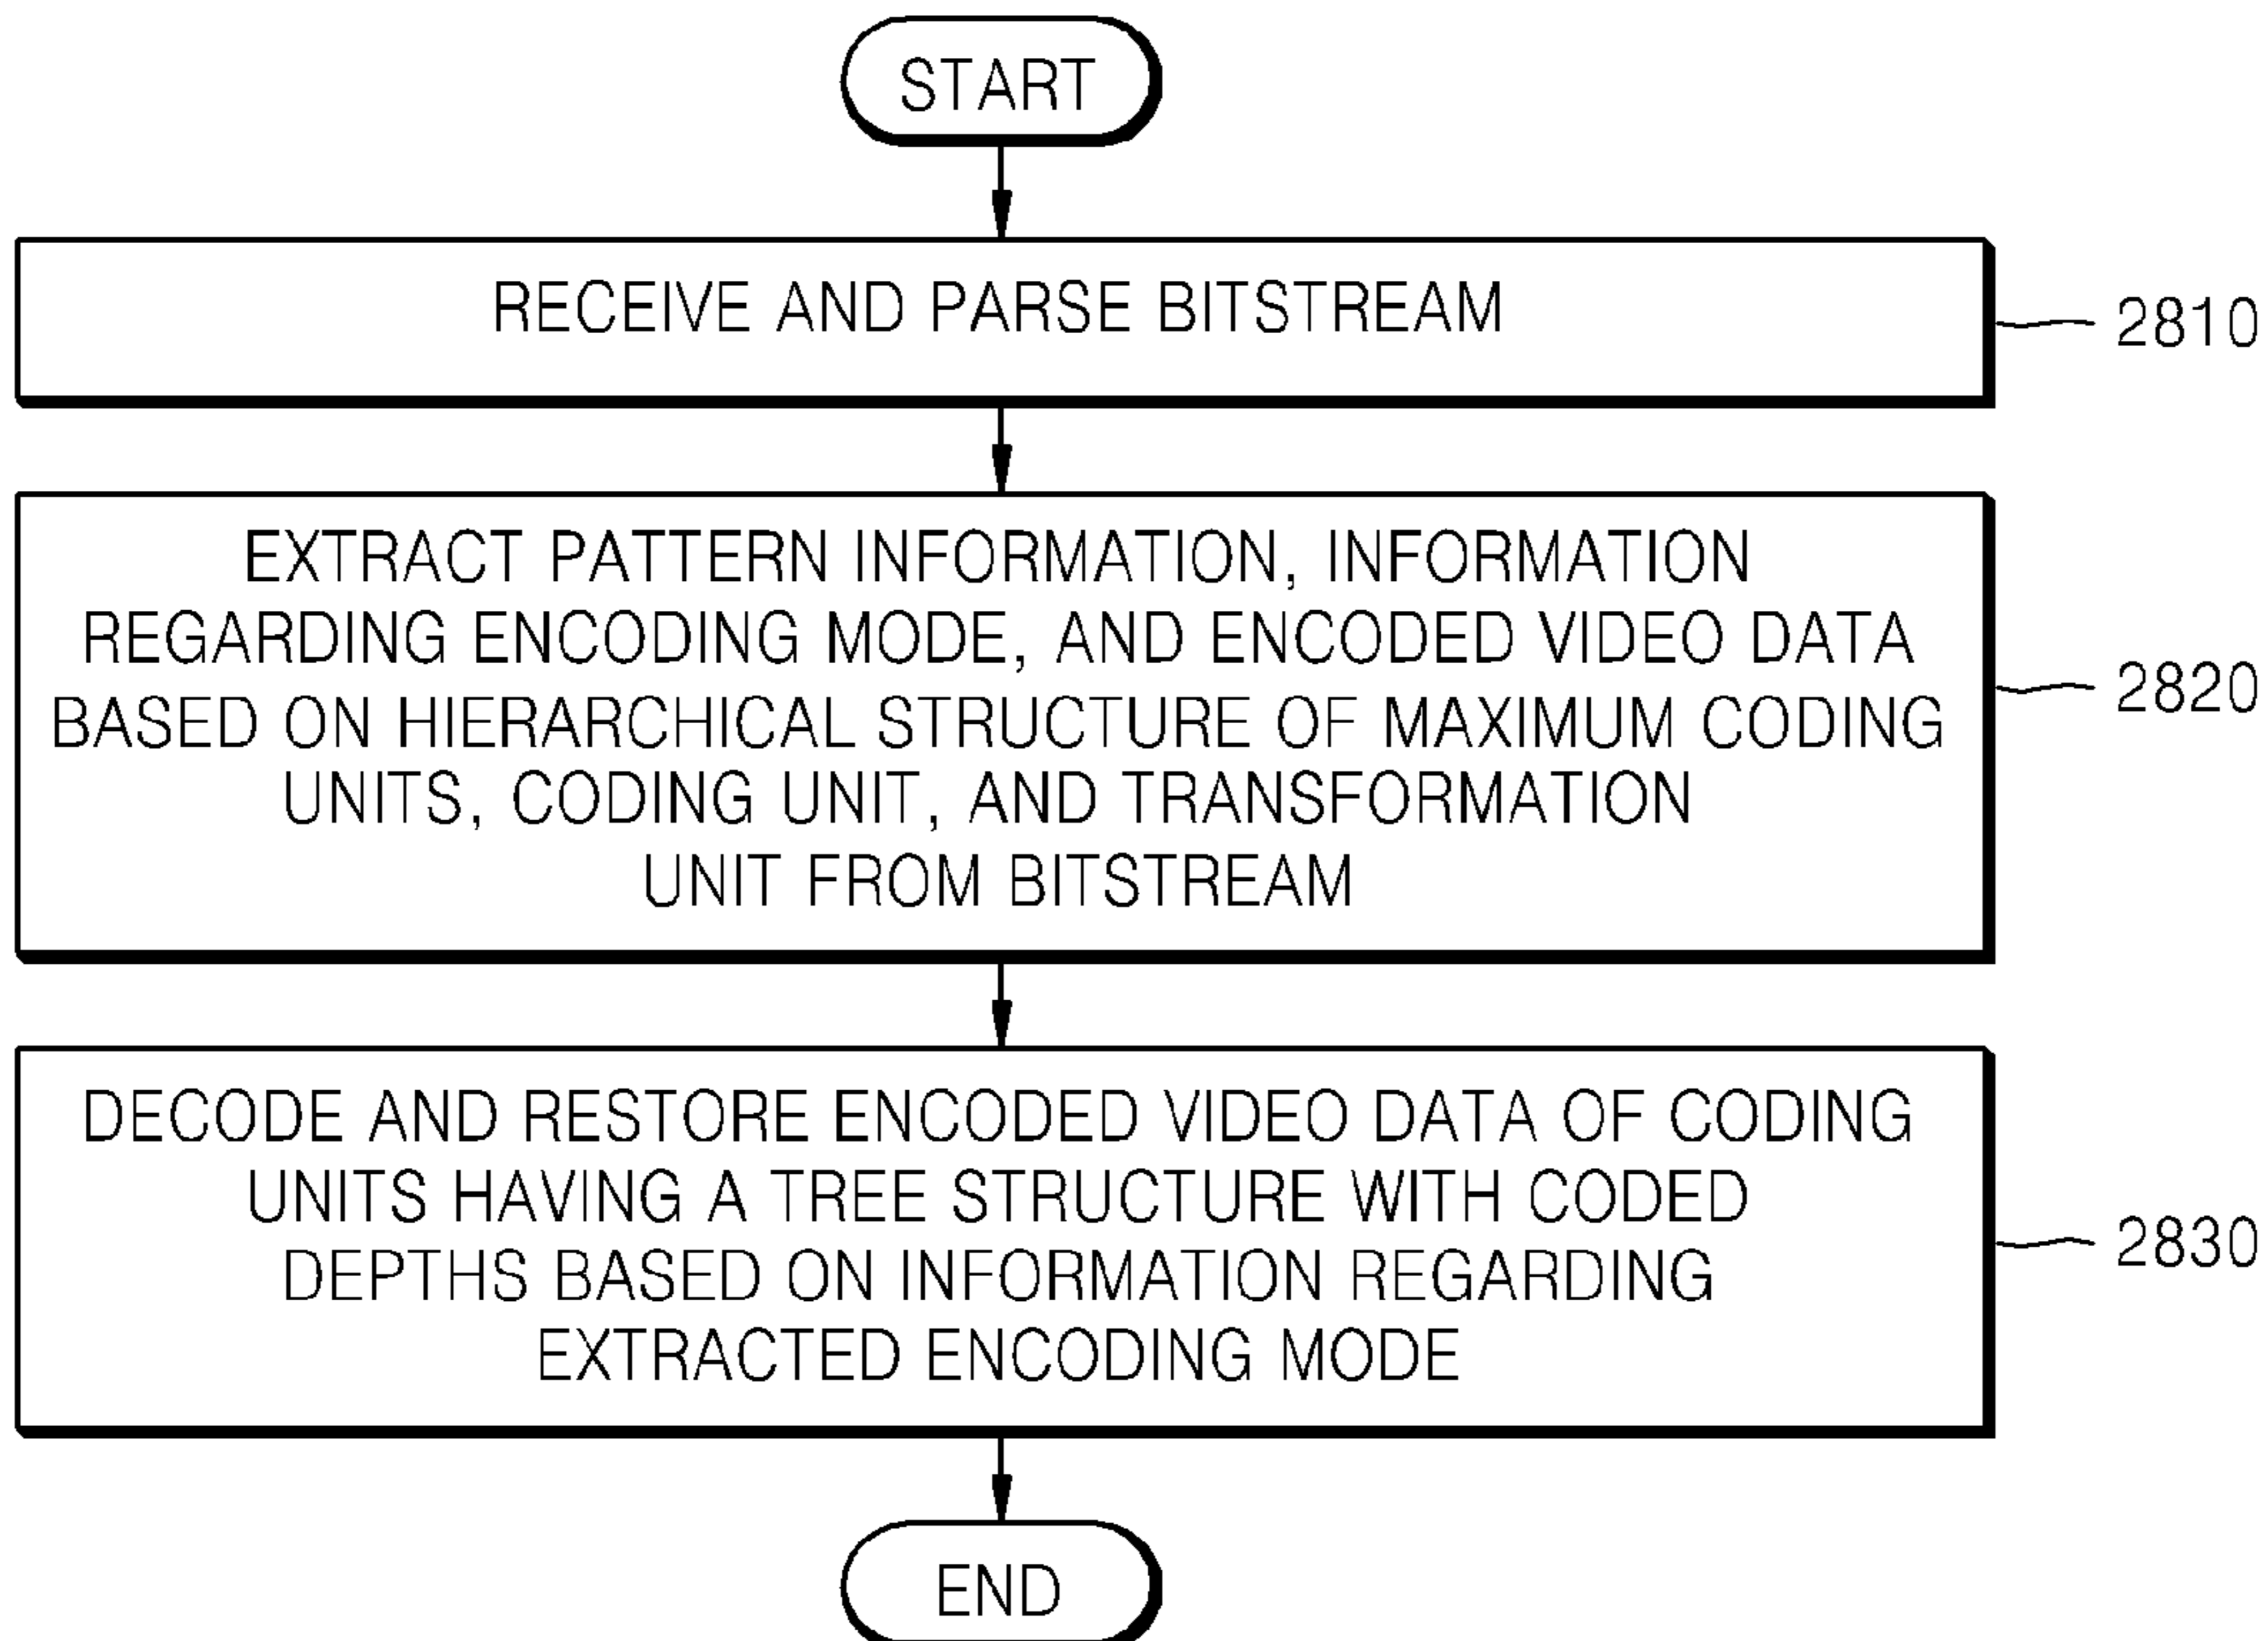 START
RECEIVE AND PARSE BITSTREAM
2810
EXTRACT PATTERN INFORMATION, INFORMATION
REGARDING ENCODING MODE, AND ENCODED VIDEO DATA
BASED ON HIERARCHICAL STRUCTURE OF MAXIMUM CODING
UNITS, CODING UNIT, AND TRANSFORMATION
UNIT FROM BITSTREAM
2820
DECODE AND RESTORE ENCODED VIDEO DATA OF CODING
UNITS HAVING A TREE STRUCTURE WITH CODED
DEPTHS BASED ON INFORMATION REGARDING
EXTRACTED ENCODING MODE
2830
END